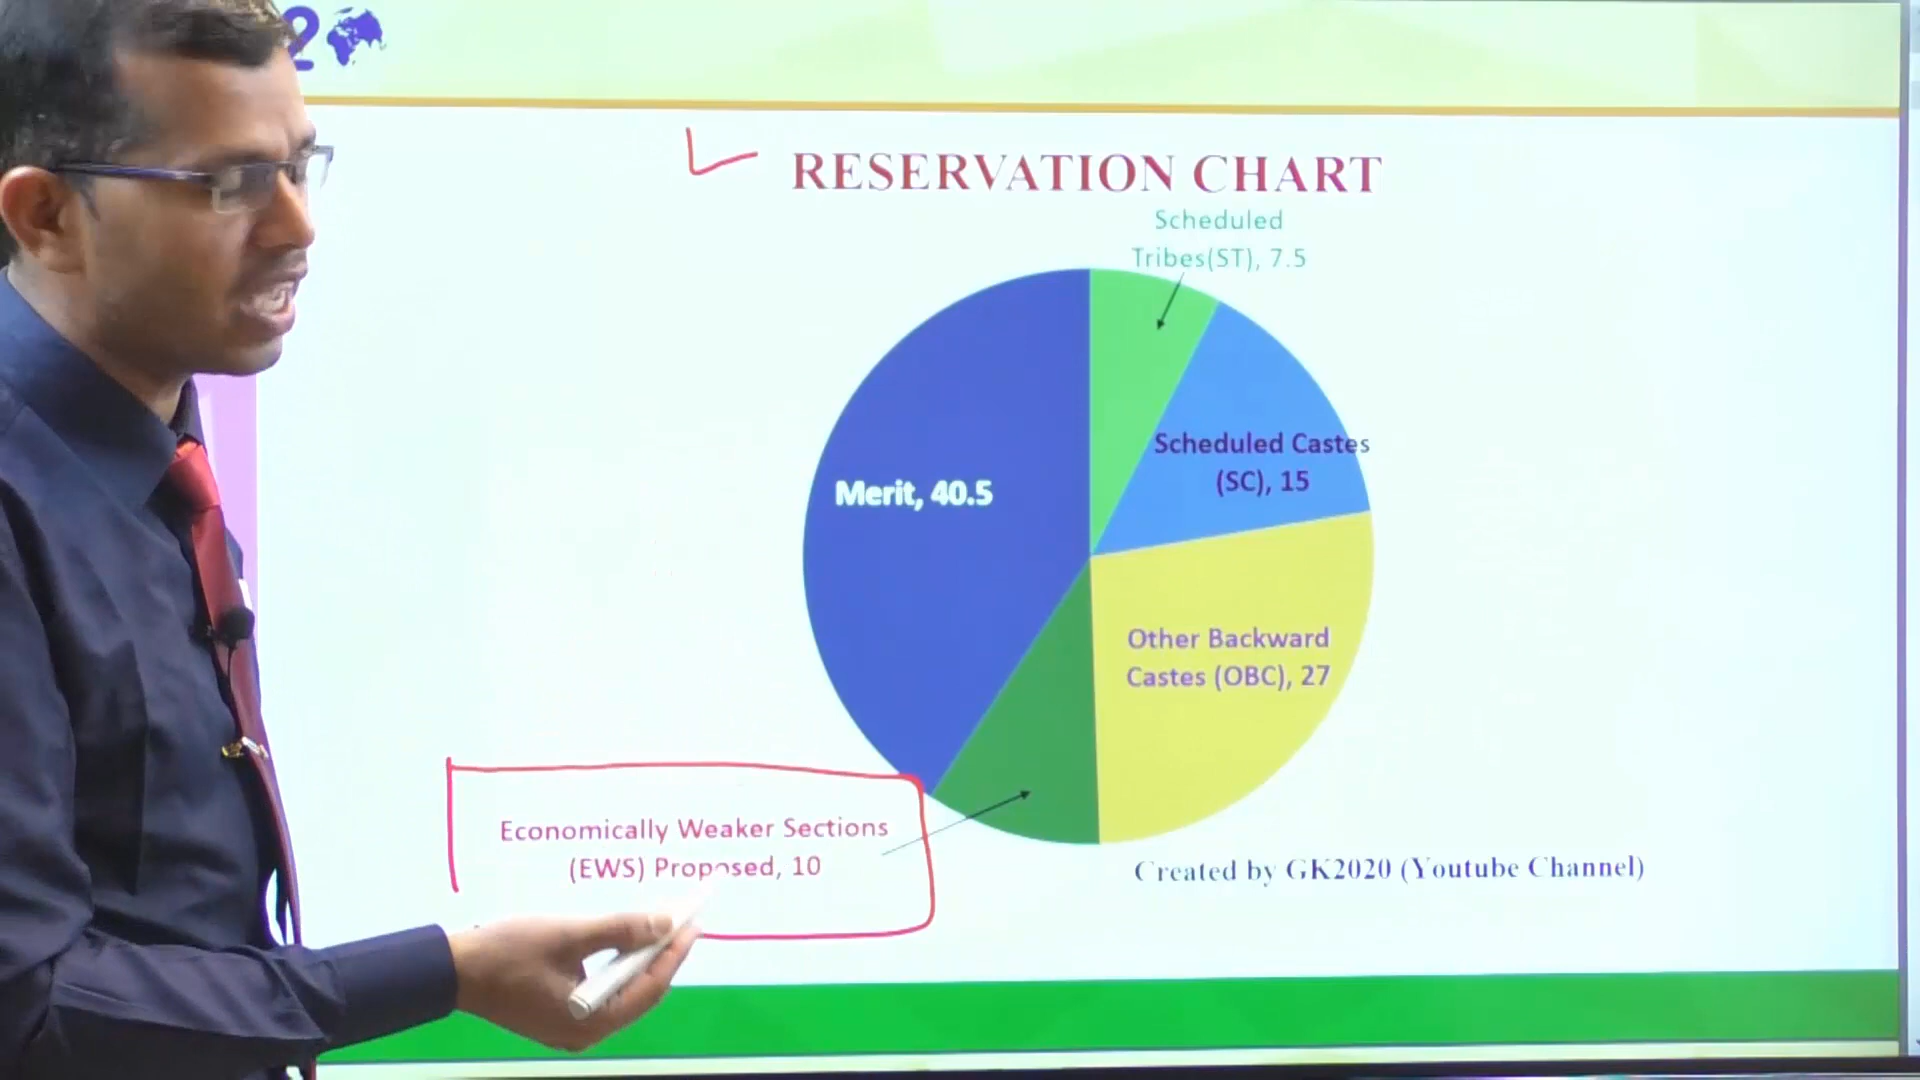 2
RESERVATION CHART
Scheduled
Tribes(ST), 7.5
Scheduled Castes
(SC), 15
Merit, 40.5
Other Backward
Castes (OBC), 27
Economically Weaker Sections
(EWS) Proposed, 10
Created by GK2020 (Youtube Channel)